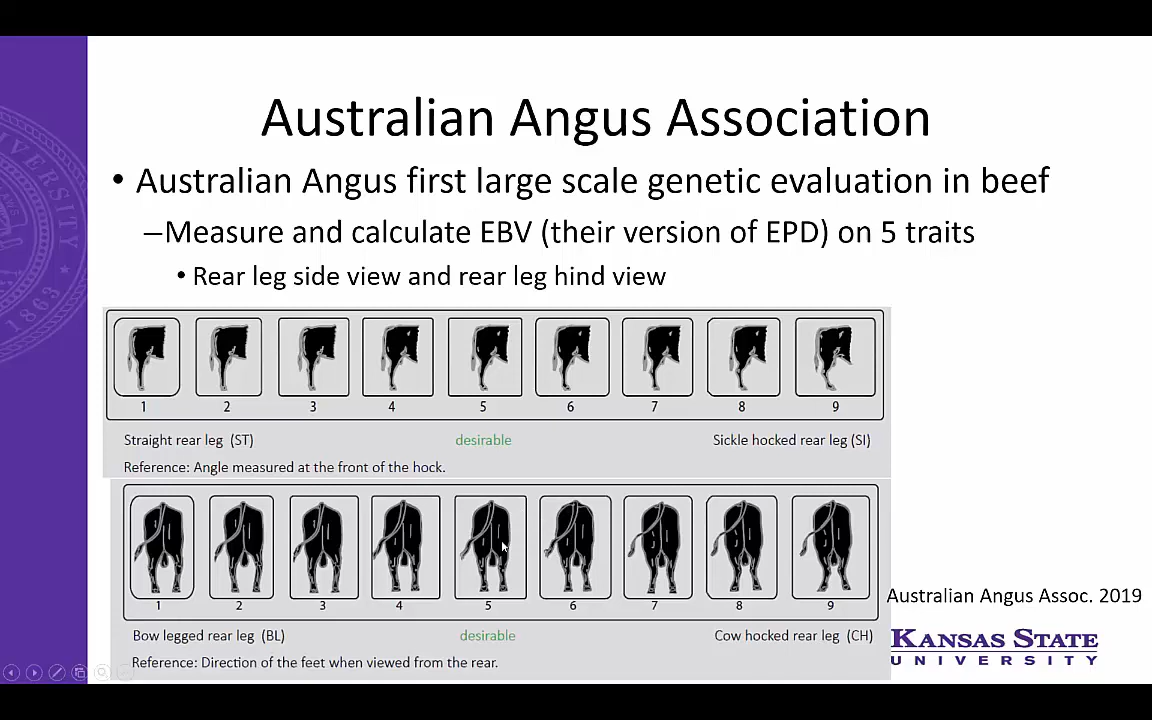 Australian Angus Association
• Australian Angus first large scale genetic evaluation in beef
–Measure and calculate EBV (their version of EPD) on 5 traits
• Rear leg side view and rear leg hind view
1 2 3 4 5 6 7 8 9
Straight rear leg (ST) desirable Sickle hocked rear leg (SI)
Reference: Angle measured at the front of the hock.
1 2 3 4 5 6 7 8 9
Bow legged rear leg (BL) desirable Cow hocked rear leg (CH)
Reference: Direction of the feet when viewed from the rear.
Australian Angus Assoc. 2019
KANSAS STATE
UNIVERSITY
1863